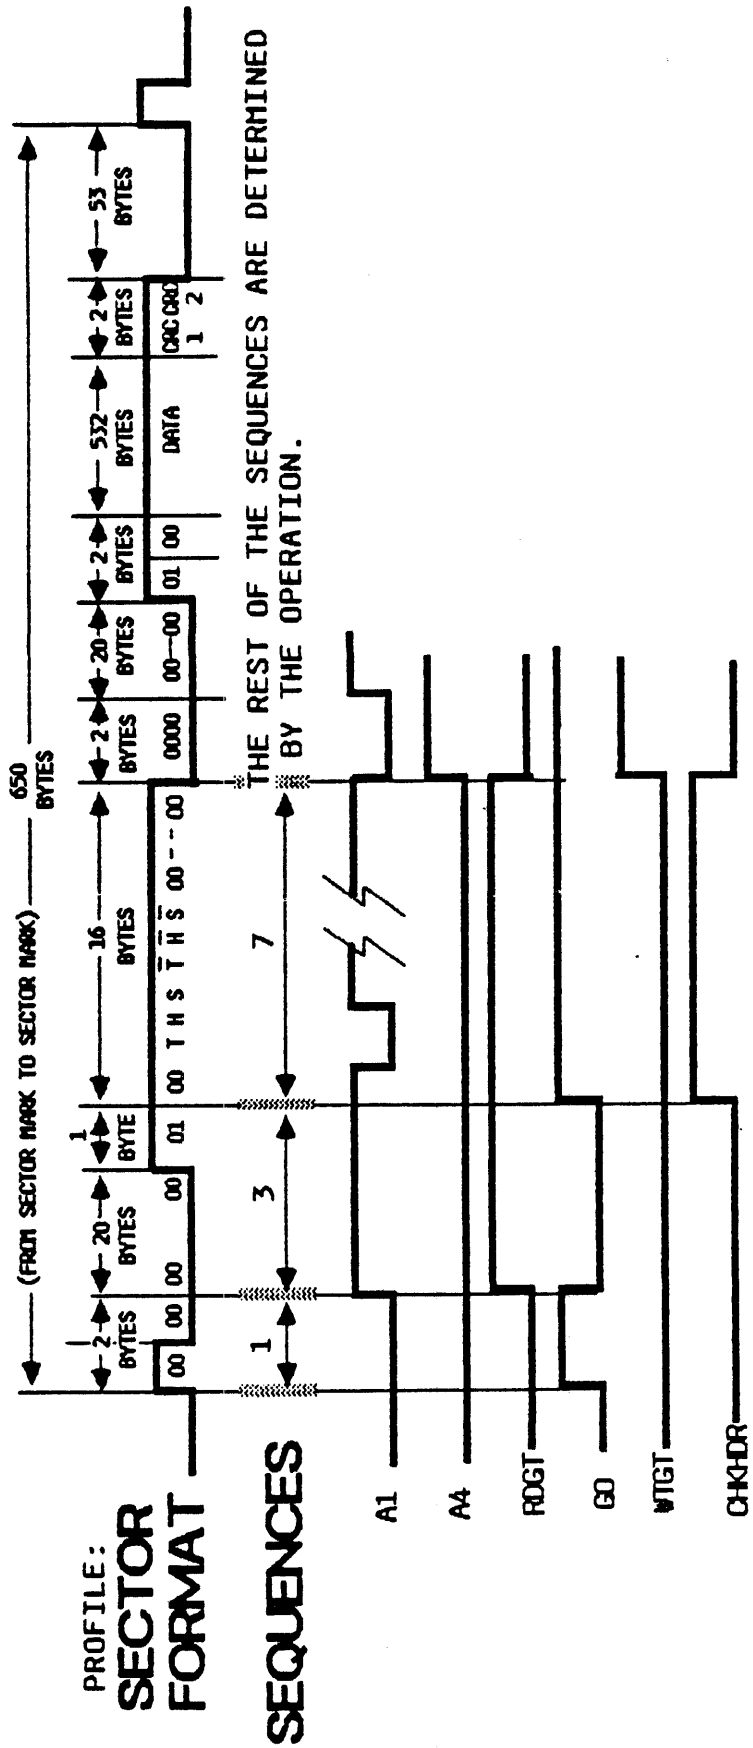 PROFILE:
SECTOR
FORMAT
(FROM SECTOR MARK TO SECTOR MARK)
650
BYTES
2
BYTES
20
BYTES
1
BYTE
16
BYTES
2
BYTES
20
BYTES
2
BYTES
532
BYTES
2
BYTES
53
BYTES
00 00 00 00 01 00 T H S T̅ H̅ S̅ 00--00 0000 00--00 01 00 DATA CRC CRC
1 2
SEQUENCES
1 3 7
THE REST OF THE SEQUENCES ARE DETERMINED
BY THE OPERATION.
A1
A4
RDGT
GO
WTGT
CHKHDR